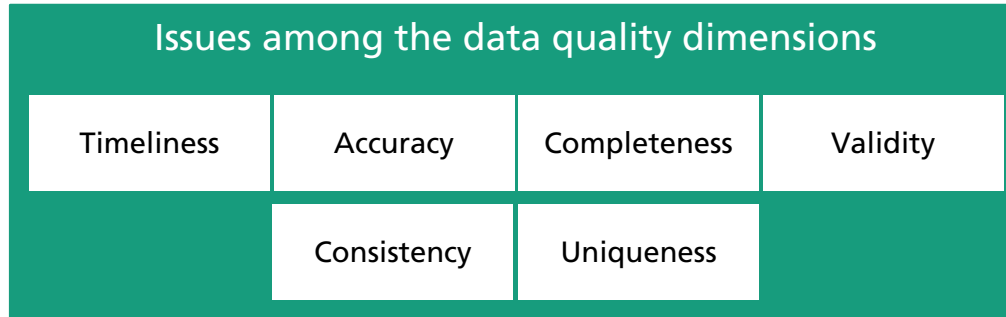 Issues among the data quality dimensions
Timeliness Accuracy Completeness Validity
Consistency Uniqueness